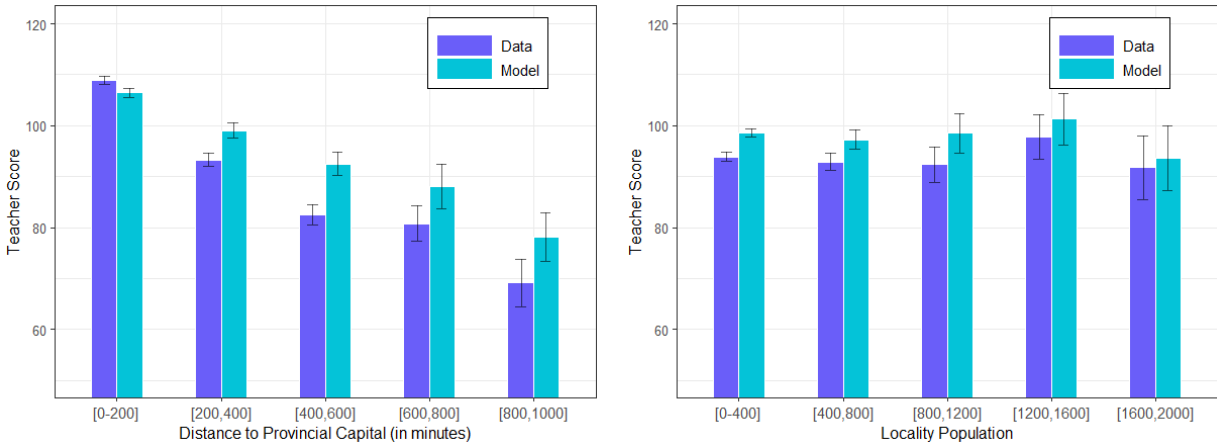 120
100
80
60
Teacher Score
Data
Model
[0-200]
[200,400]
[400,600]
[600,800]
[800,1000]
Distance to Provincial Capital (in minutes)
120
100
80
60
Teacher Score
Data
Model
[0-400]
[400,800]
[800,1200]
[1200,1600]
[1600,2000]
Locality Population